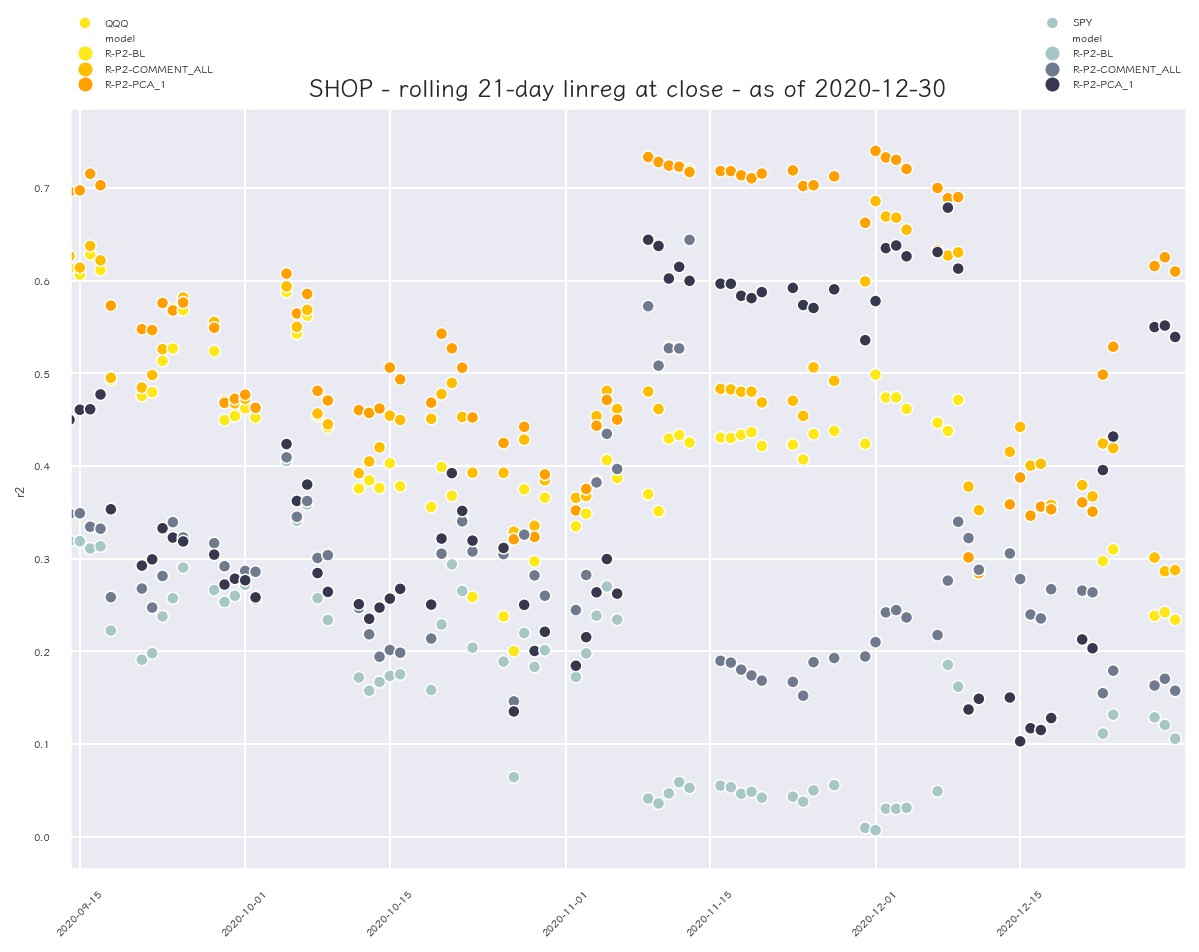 QQQ
model
R-P2-BL
R-P2-COMMENT_ALL
R-P2-PCA_1
SPY
model
R-P2-BL
R-P2-COMMENT_ALL
R-P2-PCA_1
SHOP - rolling 21-day linreg at close - as of 2020-12-30
r2
0.7
0.6
0.5
0.4
0.3
0.2
0.1
0.0
2020-09-15
2020-10-01
2020-10-15
2020-11-01
2020-11-15
2020-12-01
2020-12-15